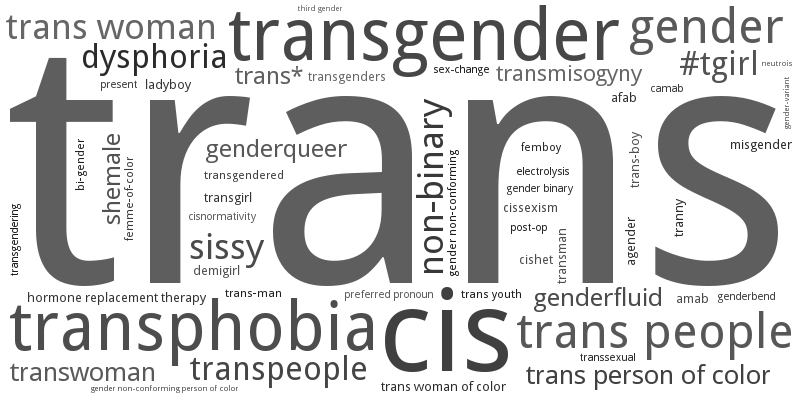 third gender
trans woman
transgender
gender
dysphoria
#tgirl
trans*
transgenders
sex-change
transmisogyny
neutrois
present
ladyboy
afab
camab
gender-variant
trans
genderqueer
non-binary
femboy
trans-boy
misgender
bi-gender
shemale
femme-of-color
transgendered
gender non-conforming
electrolysis
gender binary
transgirl
cissexism
tranny
cisnormativity
post-op
agender
transgendering
sissy
demigirl
cishet
transman
hormone replacement therapy
trans-man
preferred pronoun
trans youth
genderfluid
amab
genderbend
transphobia
cis
trans people
transsexual
transwoman
transpeople
trans person of color
gender non-conforming person of color
trans woman of color